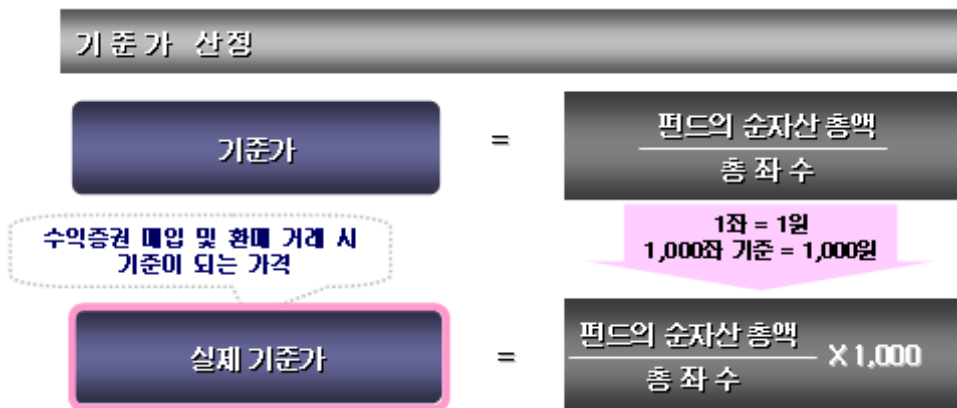 기준가 산정
기준가
=
펀드의 순자산 총액
총 좌 수
수익증권 매입 및 환매 거래 시
기준이 되는 가격
1좌 = 1원
1,000좌 기준 = 1,000원
실제 기준가
=
펀드의 순자산 총액
총 좌 수
X 1,000